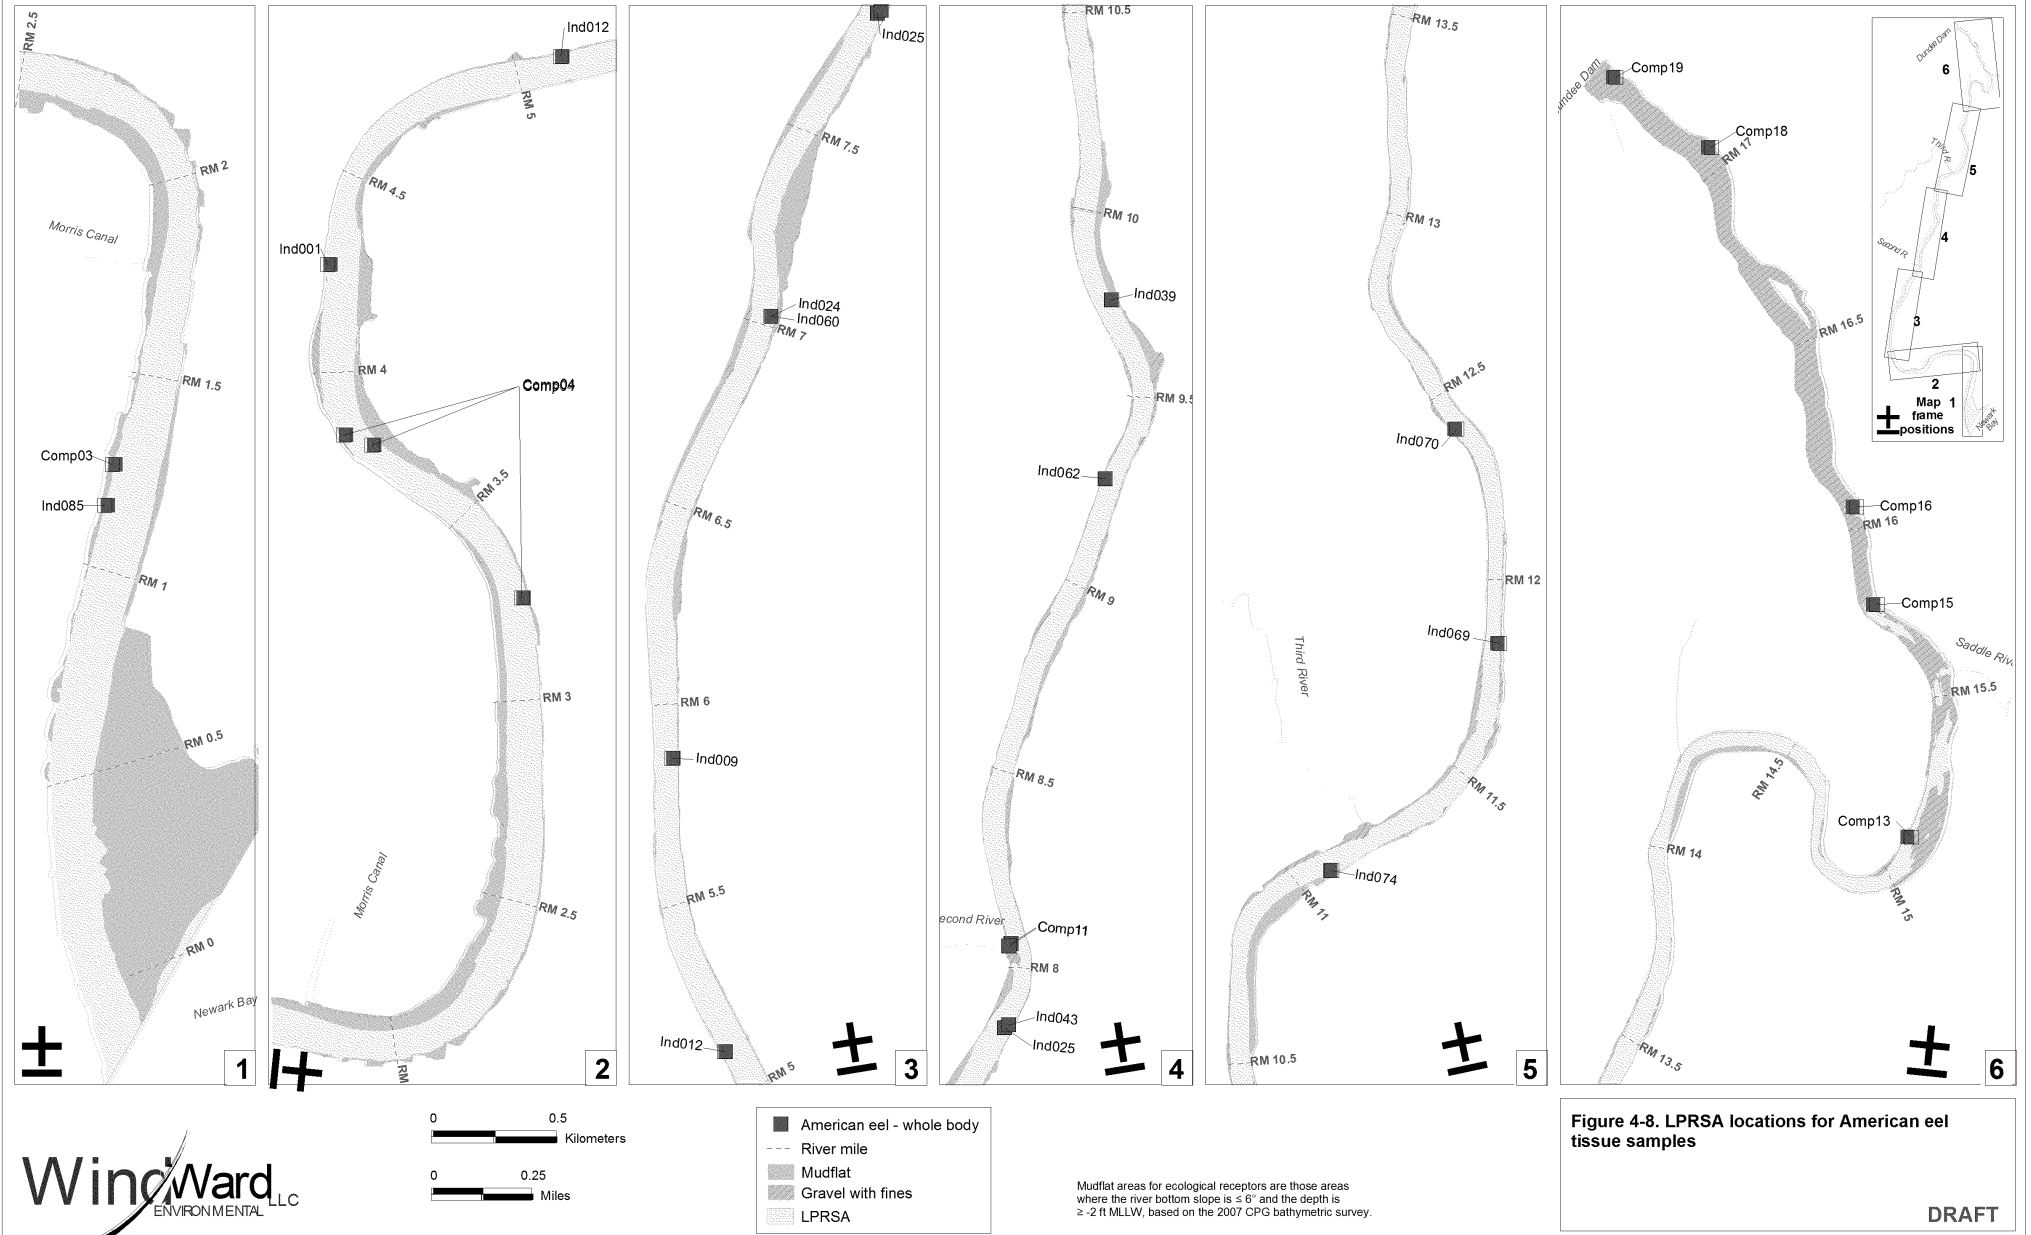 RM 2.5
RM 2
Morris Canal
RM 1.5
Comp03
Ind085
RM 1
RM 0.5
RM 0
Newark Bay
1
Ind012
RM 5
RM 4.5
Ind001
RM 4
Comp04
RM 3.5
RM 3
RM 2.5
Morris Canal
RM
2
Ind025
RM 7.5
Ind024
Ind060
RM 7
RM 6.5
RM 6
Ind009
RM 5.5
Ind012
RM 5
3
RM 10.5
RM 10
Ind039
RM 9.5
Ind062
RM 9
RM 8.5
econd River
Comp11
RM 8
Ind043
Ind025
4
RM 13.5
RM 13
RM 12.5
Ind070
RM 12
Ind069
Third River
RM 11.5
Ind074
RM 11
RM 10.5
5
undee Dam
Comp19
Comp18
RM 17
RM 16.5
Comp16
RM 16
Comp15
Saddle Riv
RM 15.5
RM 14.5
Comp13
RM 14
RM 15
RM 13.5
6
Dundee Dam
6
Third R.
5
4
Second R.
3
2
Map 1
frame
positions
Newark
Bay
0 0.5
Kilometers
0 0.25
Miles
American eel - whole body
River mile
Mudflat
Gravel with fines
LPRSA
Mudflat areas for ecological receptors are those areas
where the river bottom slope is ≤ 6° and the depth is
≥ -2 ft MLLW, based on the 2007 CPG bathymetric survey.
Figure 4-8. LPRSA locations for American eel
tissue samples
DRAFT
WindWard LLC
ENVIRONMENTAL